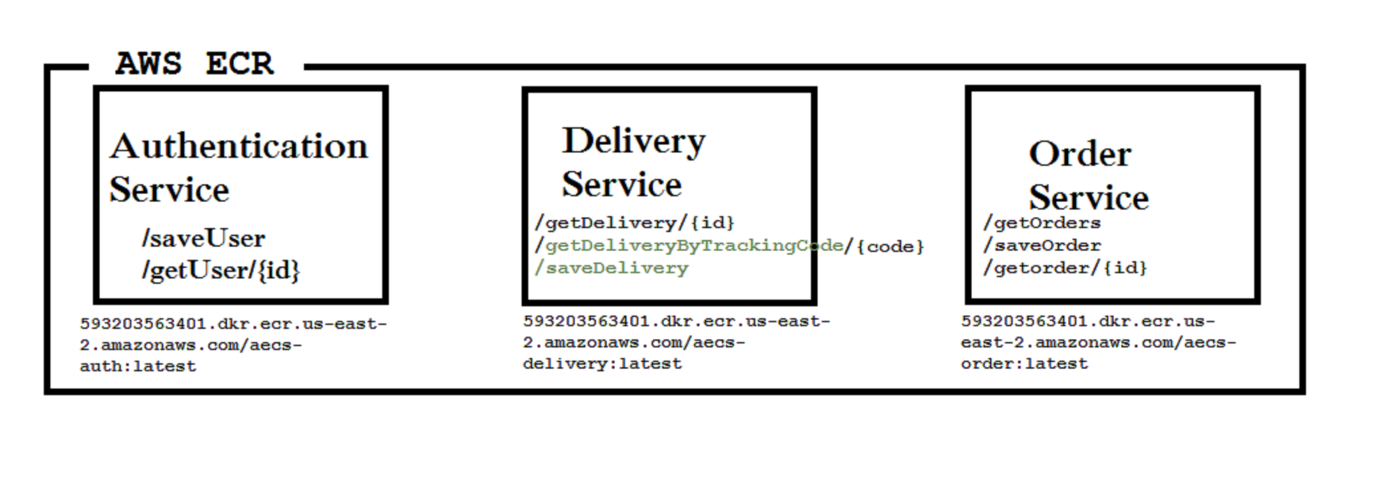 AWS ECR
Authentication
Service
/saveUser
/getUser/{id}
593203563401.dkr.ecr.us-east-
2.amazonaws.com/aecs-
auth:latest
Delivery
Service
/getDelivery/{id}
/getDeliveryByTrackingCode/{code}
/saveDelivery
593203563401.dkr.ecr.us-east-
2.amazonaws.com/aecs-
delivery:latest
Order
Service
/getOrders
/saveOrder
/getorder/{id}
593203563401.dkr.ecr.us-
east-2.amazonaws.com/aecs-
order:latest